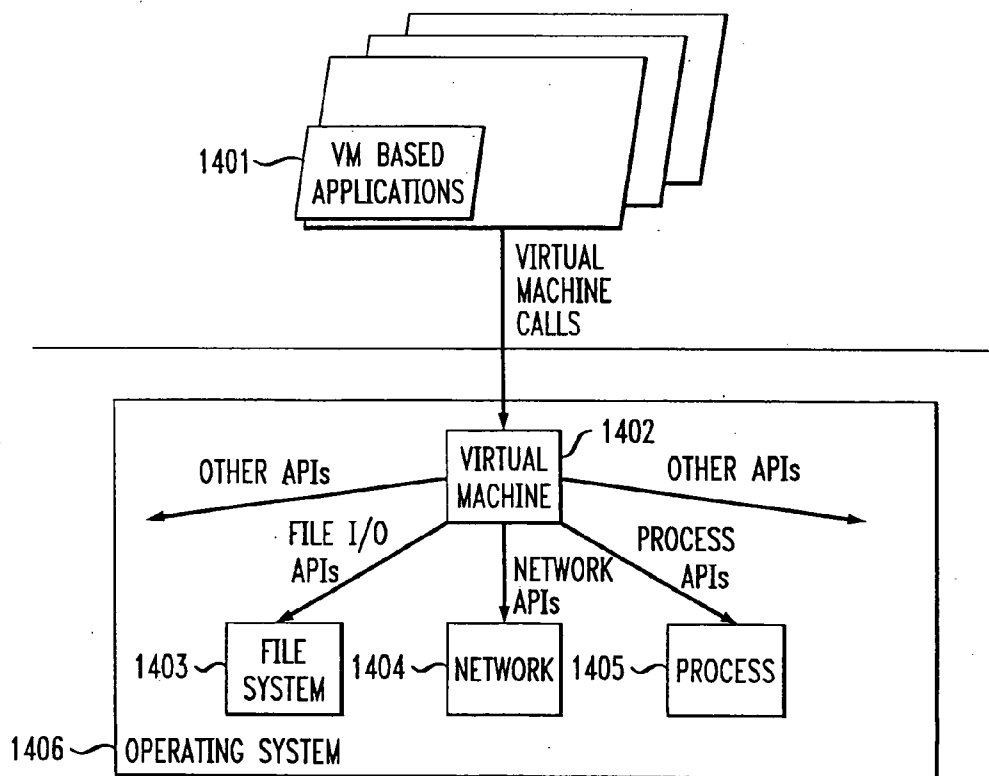 1401
VM BASED
APPLICATIONS
VIRTUAL
MACHINE
CALLS
1402
VIRTUAL
MACHINE
OTHER APIs
OTHER APIs
FILE I/O
APIs
NETWORK
APIs
PROCESS
APIs
1403
FILE
SYSTEM
1404
NETWORK
1405
PROCESS
1406
OPERATING SYSTEM